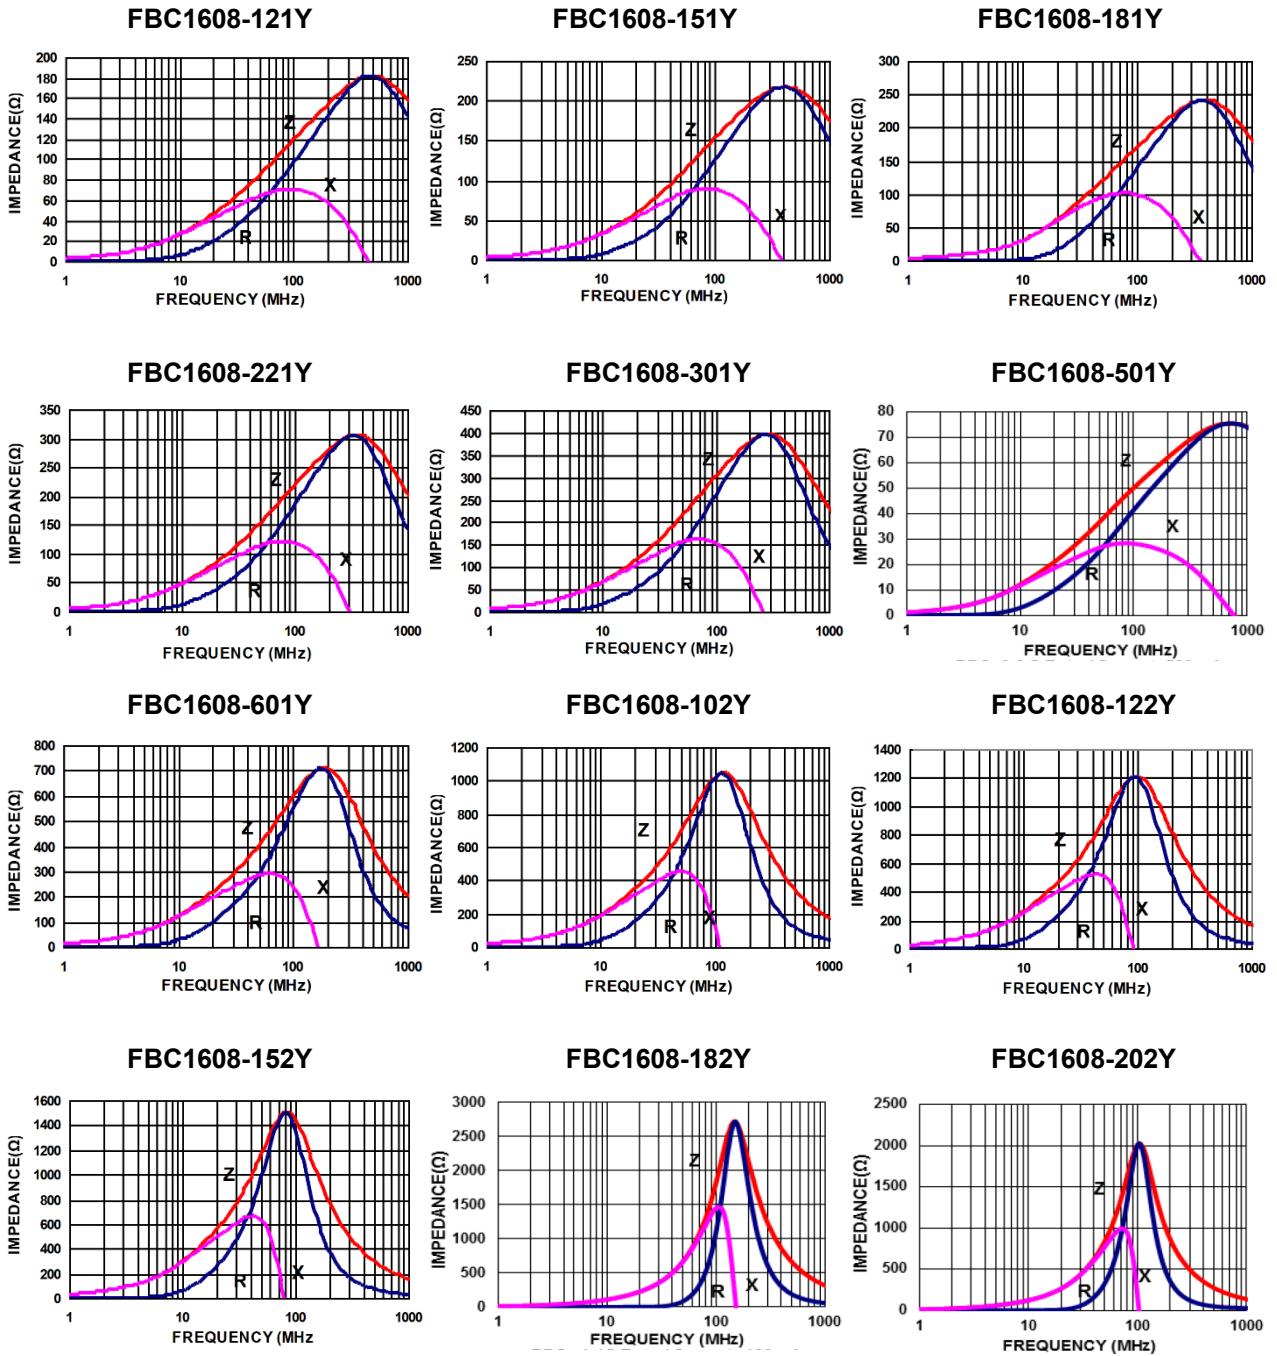 FBC1608-121Y
FBC1608-151Y
FBC1608-181Y
IMPEDANCE(Ω)
200
180
160
140
120
100
80
60
40
20
0
Z
X
R
1
10
100
1000
FREQUENCY (MHz)
IMPEDANCE(Ω)
250
200
150
100
50
0
Z
X
R
1
10
100
1000
FREQUENCY (MHz)
IMPEDANCE(Ω)
300
250
200
150
100
50
0
Z
X
R
1
10
100
1000
FREQUENCY (MHz)
FBC1608-221Y
FBC1608-301Y
FBC1608-501Y
IMPEDANCE(Ω)
350
300
250
200
150
100
50
0
Z
X
R
1
10
100
1000
FREQUENCY (MHz)
IMPEDANCE(Ω)
450
400
350
300
250
200
150
100
50
0
Z
X
R
1
10
100
1000
FREQUENCY (MHz)
IMPEDANCE(Ω)
80
70
60
50
40
30
20
10
0
Z
X
R
1
10
100
1000
FREQUENCY (MHz)
FBC1608-601Y
FBC1608-102Y
FBC1608-122Y
IMPEDANCE(Ω)
800
700
600
500
400
300
200
100
0
Z
X
R
1
10
100
1000
FREQUENCY (MHz)
IMPEDANCE(Ω)
1200
1000
800
600
400
200
0
Z
X
R
1
10
100
1000
FREQUENCY (MHz)
IMPEDANCE(Ω)
1400
1200
1000
800
600
400
200
0
Z
X
R
1
10
100
1000
FREQUENCY (MHz)
FBC1608-152Y
FBC1608-182Y
FBC1608-202Y
IMPEDANCE(Ω)
1600
1400
1200
1000
800
600
400
200
0
Z
X
R
1
10
100
1000
FREQUENCY (MHz
IMPEDANCE(Ω)
3000
2500
2000
1500
1000
500
0
Z
X
R
1
10
100
1000
FREQUENCY (MHz)
IMPEDANCE(Ω)
2500
2000
1500
1000
500
0
Z
X
R
1
10
100
1000
FREQUENCY (MHz)